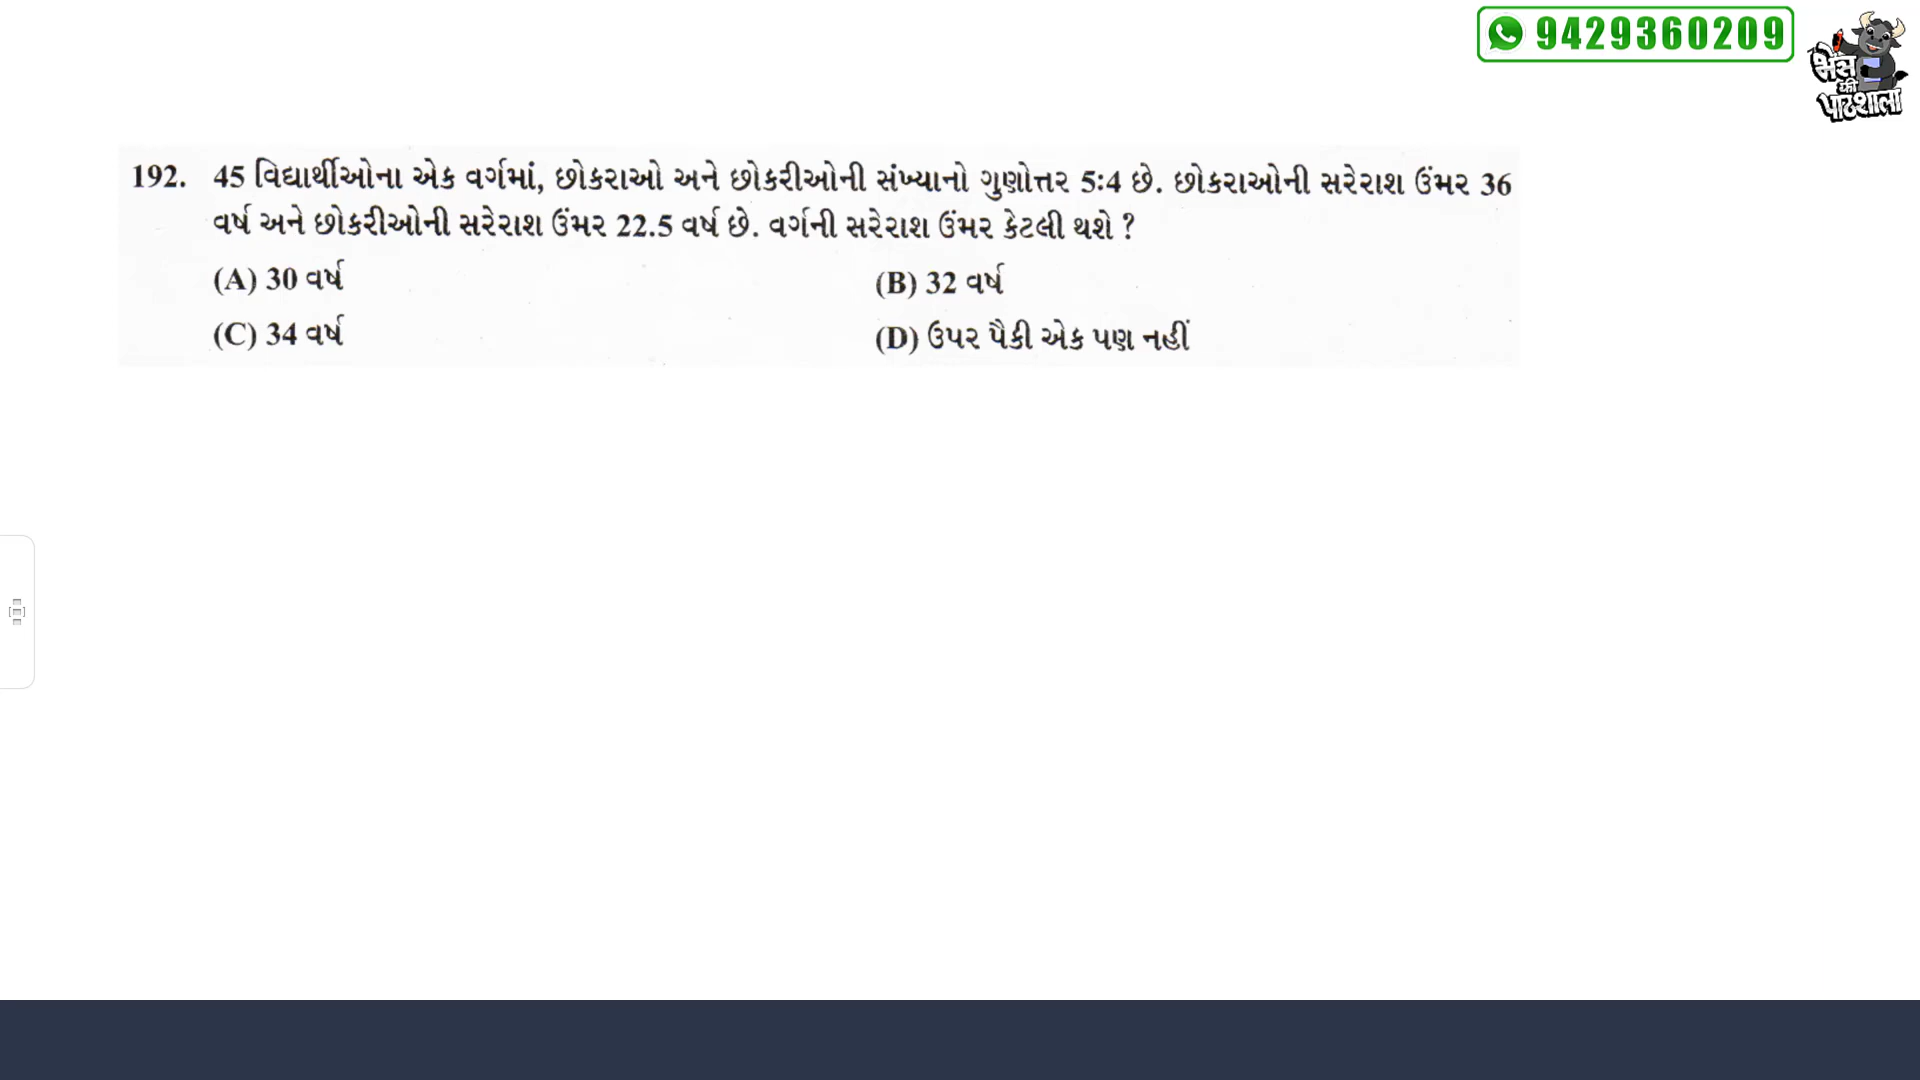 9429360209
भैंस
की
पाठशाला
192. 45 વિદ્યાર્થીઓના એક વર્ગમાં, છોકરાઓ અને છોકરીઓની સંખ્યાનો ગુણોત્તર 5:4 છે. છોકરાઓની સરેરાશ ઉંમર 36
વર્ષ અને છોકરીઓની સરેરાશ ઉંમર 22.5 વર્ષ છે. વર્ગની સરેરાશ ઉંમર કેટલી થશે ?
(A) 30 વર્ષ (B) 32 વર્ષ
(C) 34 વર્ષ (D) ઉપર પૈકી એક પણ નહીં